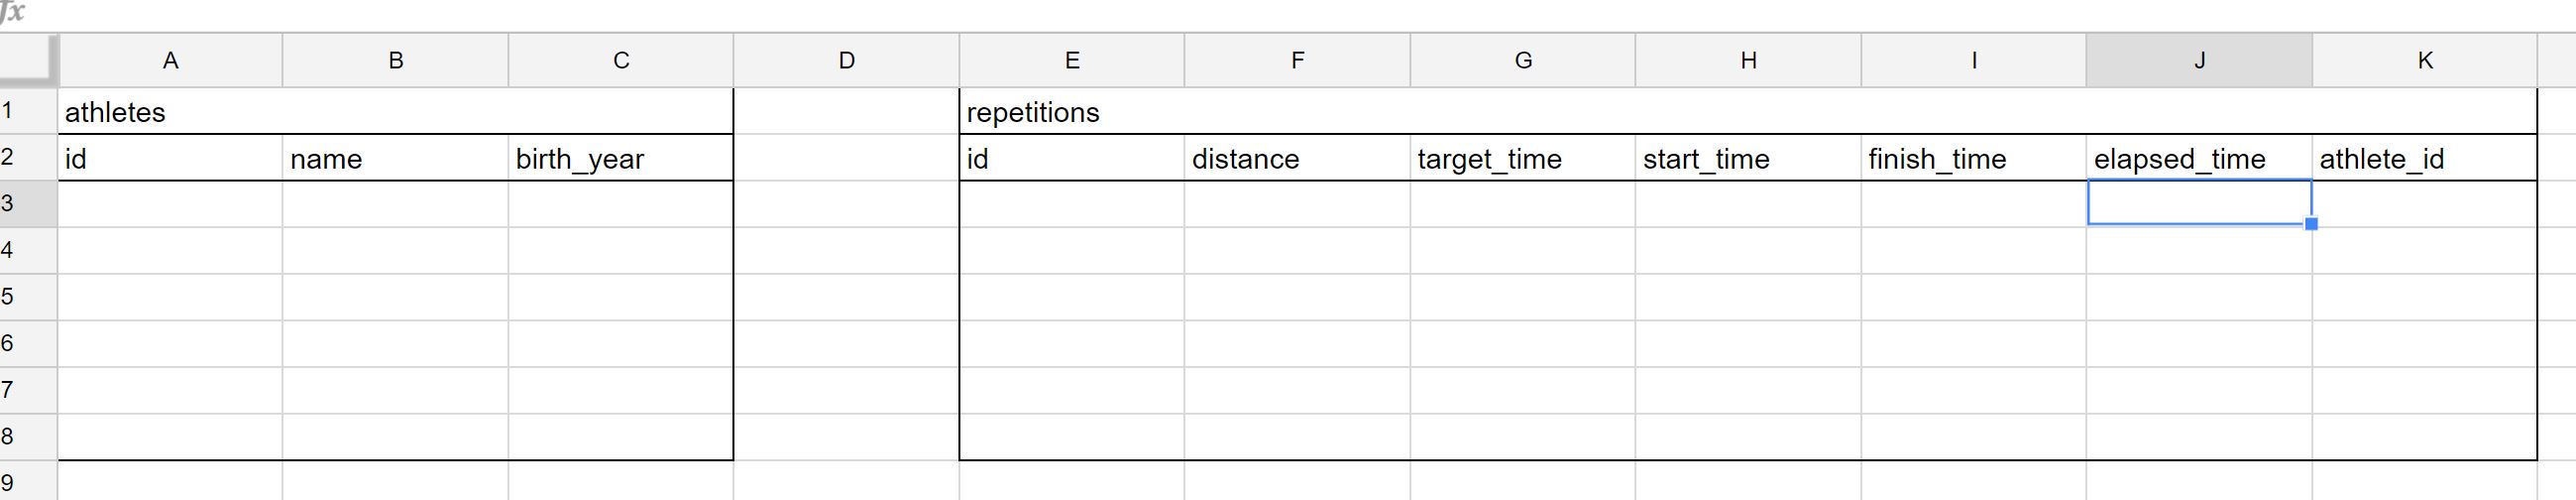 fx
A B C D E F G H I J K
1 athletes repetitions
2 id name birth_year id distance target_time start_time finish_time elapsed_time athlete_id
3
4
5
6
7
8
9